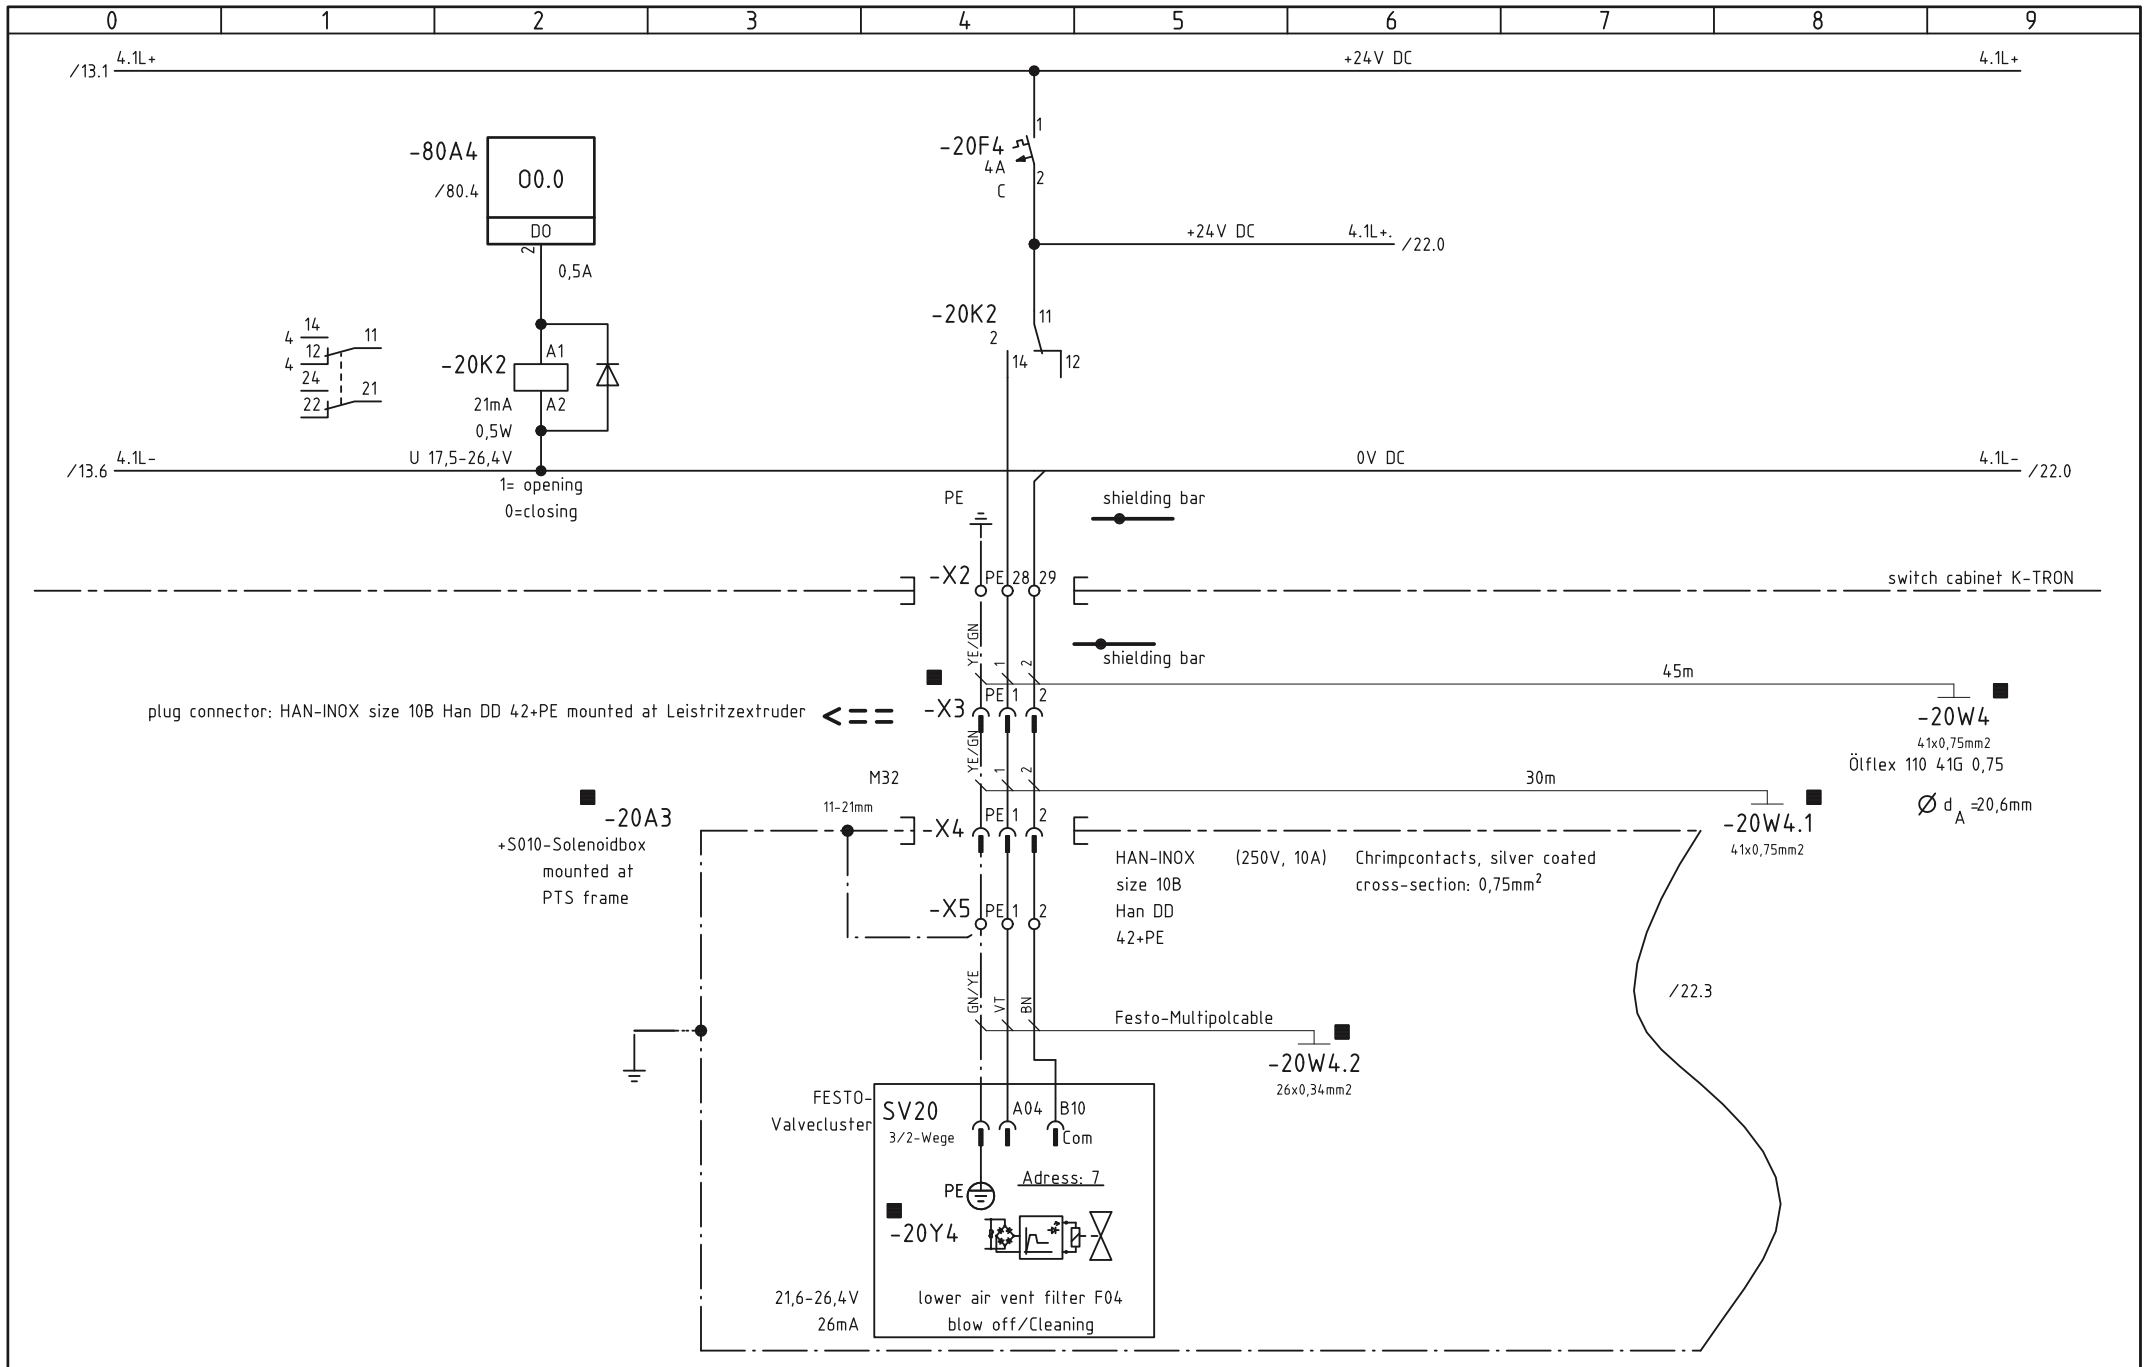 0 1 2 3 4 5 6 7 8 9
/13.1 4.1L+ +24V DC 4.1L+
-80A4
/80.4
O0.0
DO
2
0,5A
1
-20F4
4A
C
2
+24V DC 4.1L+. /22.0
-20K2
2
11
14 12
4 14
4 12 11
24
22 21
-20K2
A1
A2
21mA
0,5W
U 17,5-26,4V
/13.6 4.1L- 0V DC 4.1L- /22.0
1= opening
0=closing
PE
shielding bar
-X2 PE 28 29
switch cabinet K-TRON
shielding bar
YE/GN 1 2
45m
plug connector: HAN-INOX size 10B Han DD 42+PE mounted at Leistritzextruder <==
-X3 PE 1 2
-20W4
41x0,75mm2
Ölflex 110 41G 0,75
Ø d A =20,6mm
YE/GN 1 2
M32
30m
11-21mm
-20A3
+S010-Solenoidbox
mounted at
PTS frame
-X4 PE 1 2
-20W4.1
41x0,75mm2
HAN-INOX (250V, 10A) Chrimpcontacts, silver coated
size 10B cross-section: 0,75mm²
Han DD
42+PE
-X5 PE 1 2
/22.3
GN/YE VT BN
Festo-Multipolcable
-20W4.2
26x0,34mm2
FESTO-
Valvecluster
SV20
3/2-Wege
A04 B10
Com
Adress: 7
PE
-20Y4
21,6-26,4V
26mA
lower air vent filter F04
blow off/Cleaning